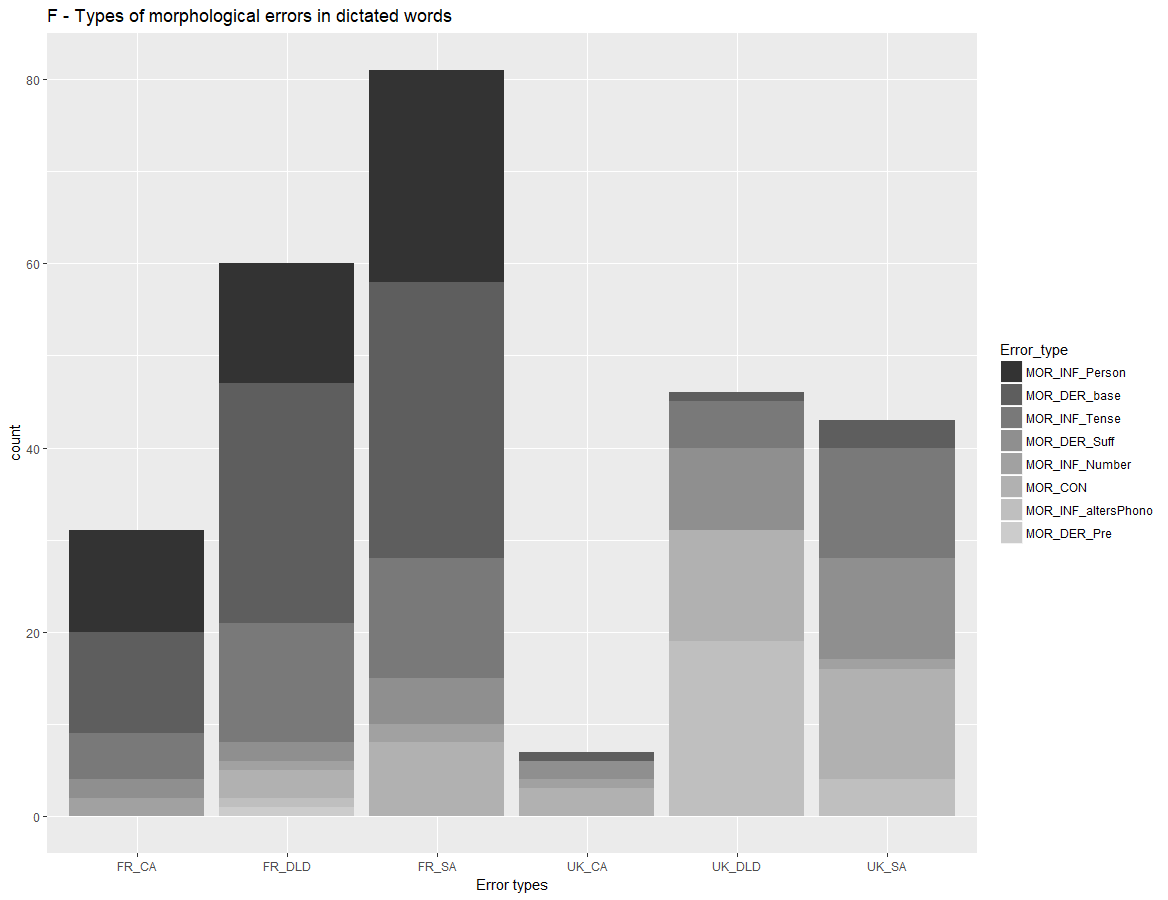 F - Types of morphological errors in dictated words
80
60
40
20
0
count
FR_CA
FR_DLD
FR_SA
UK_CA
UK_DLD
UK_SA
Error types
Error_type
MOR_INF_Person
MOR_DER_base
MOR_INF_Tense
MOR_DER_Suff
MOR_INF_Number
MOR_CON
MOR_INF_altersPhono
MOR_DER_Pre